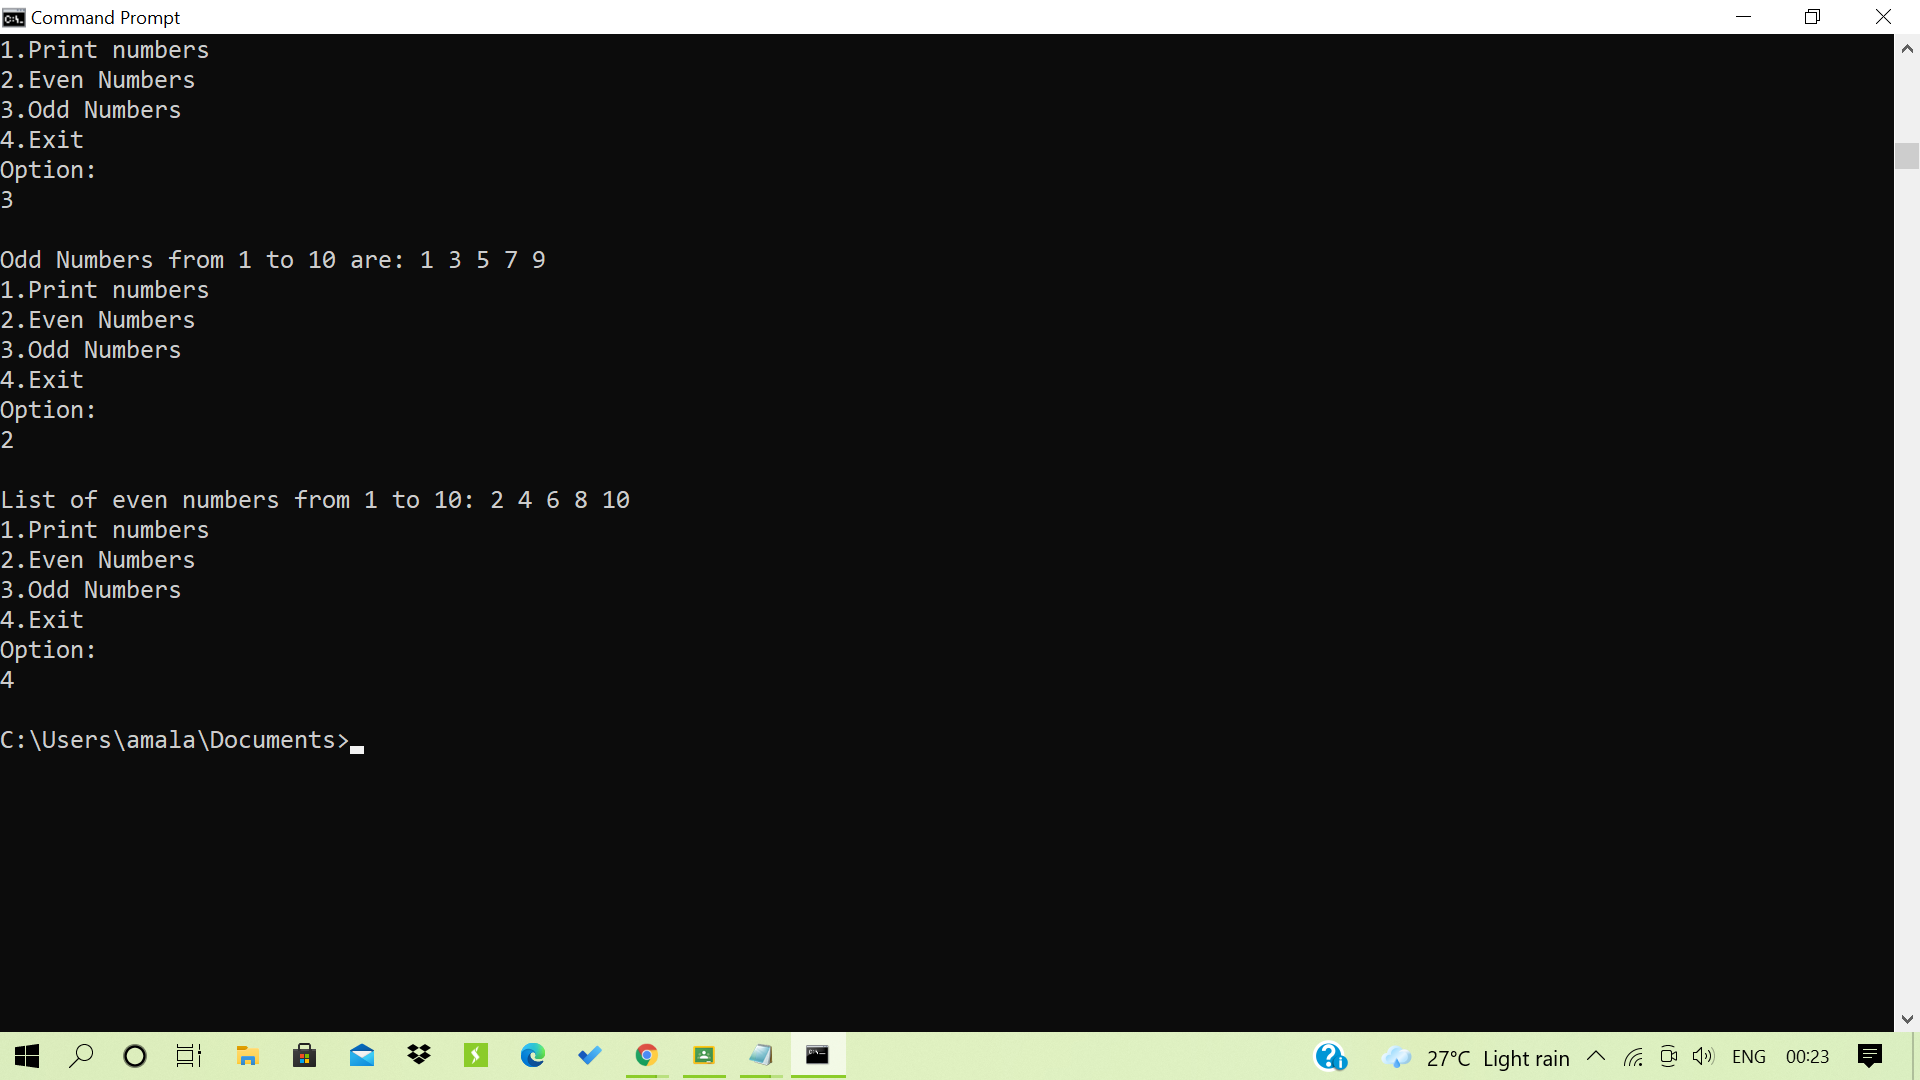 Command Prompt
1.Print numbers
2.Even Numbers
3.Odd Numbers
4.Exit
Option:
3
Odd Numbers from 1 to 10 are: 1 3 5 7 9
1.Print numbers
2.Even Numbers
3.Odd Numbers
4.Exit
Option:
2
List of even numbers from 1 to 10: 2 4 6 8 10
1.Print numbers
2.Even Numbers
3.Odd Numbers
4.Exit
Option:
4
C:\Users\amala\Documents>
27°C Light rain ENG 00:23